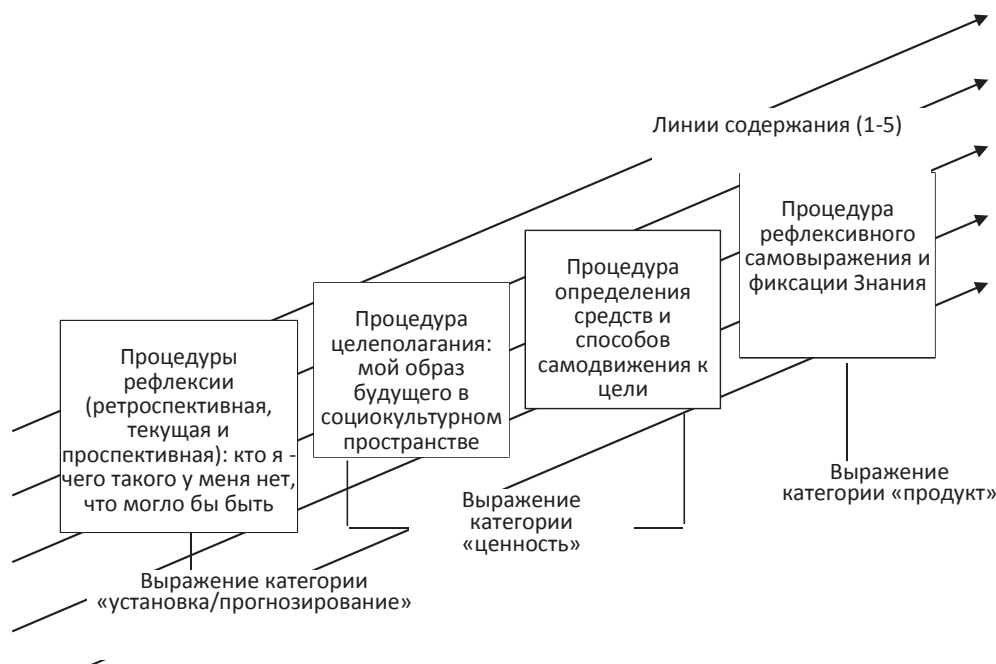 Линии содержания (1-5)
Процедура
рефлексивного
самовыражения и
фиксации Знания
Процедура
определения
средств и
способов
самодвижения к
цели
Процедура
целеполагания:
мой образ
будущего в
социокультурном
пространстве
Процедуры
рефлексии
(ретроспективная,
текущая и
проспективная): кто я -
чего такого у меня нет,
что могло бы быть
Выражение
категории «продукт»
Выражение
категории
«ценность»
Выражение категории
«установка/прогнозирование»